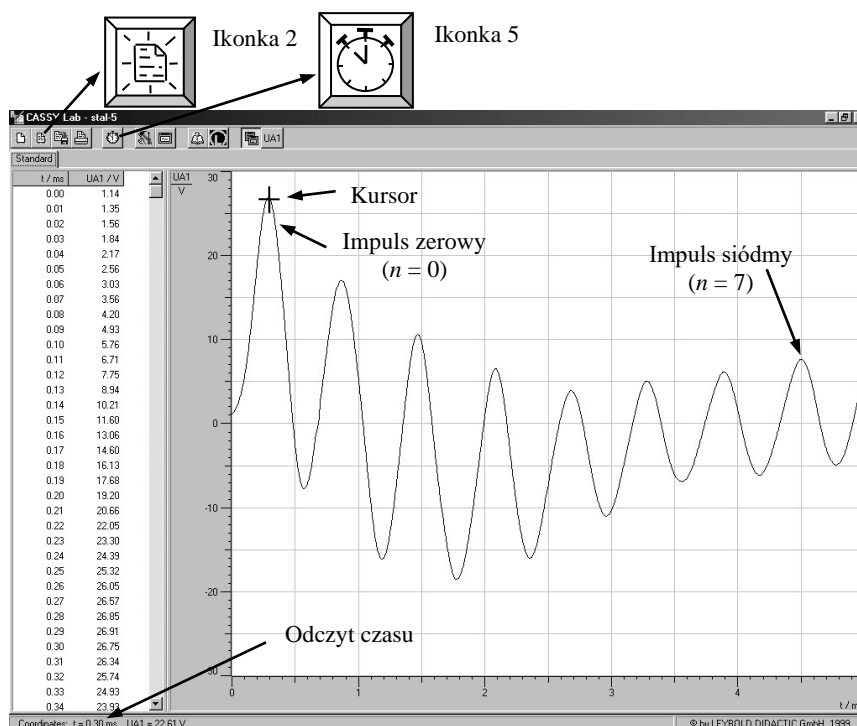 Ikonka 2
Ikonka 5
CASSY Lab - stal-5
UA1
Standard
t / ms UA1 / V
0.00 1.14
0.01 1.35
0.02 1.56
0.03 1.84
0.04 2.17
0.05 2.56
0.06 3.03
0.07 3.56
0.08 4.20
0.09 4.93
0.10 5.76
0.11 6.71
0.12 7.75
0.13 8.94
0.14 10.21
0.15 11.60
0.16 13.06
0.17 14.60
0.18 16.13
0.19 17.68
0.20 19.20
0.21 20.66
0.22 22.05
0.23 23.30
0.24 24.39
0.25 25.32
0.26 26.05
0.27 26.57
0.28 26.85
0.29 26.91
0.30 26.75
0.31 26.34
0.32 25.74
0.33 24.93
0.34 23.93
UA1
V
30
20
10
0
-10
-20
30
Kursor
Impuls zerowy
(n = 0)
Impuls siódmy
(n = 7)
Odczyt czasu
0 1 2 3 4
t / m
Coordinates: t = 0.30 ms UA1 = 22.61 V
© by LEYBOLD DIDACTIC GmbH, 1999